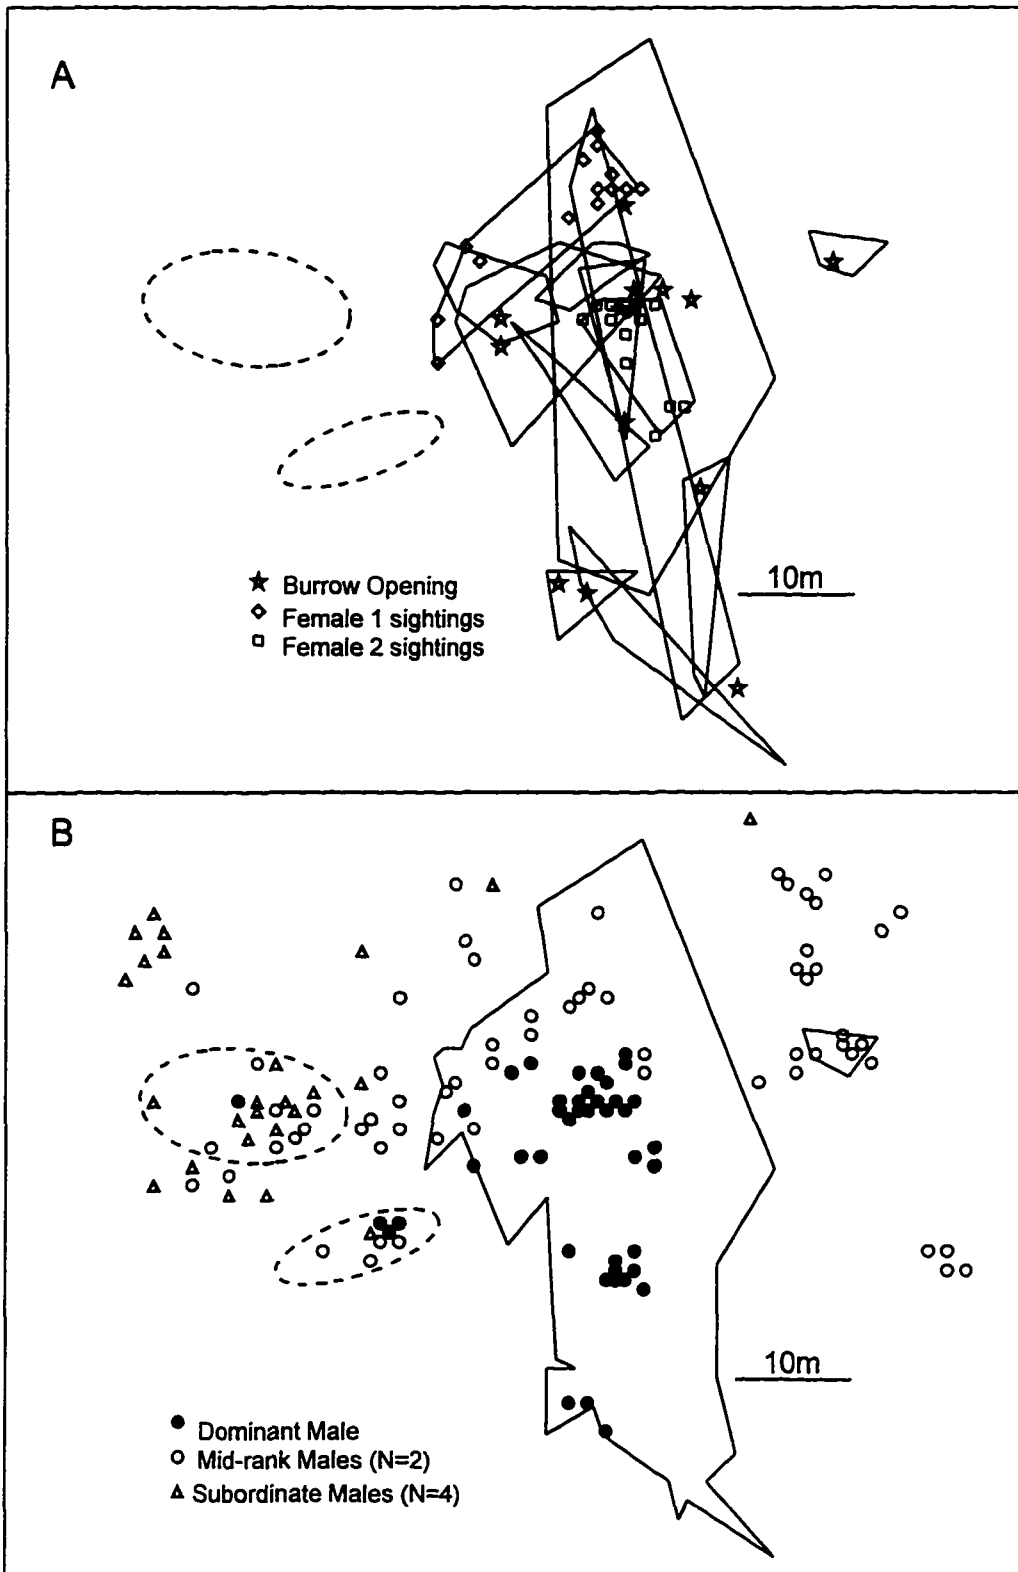 A
Burrow Opening
Female 1 sightings
Female 2 sightings
10m
B
10m
Dominant Male
Mid-rank Males (N=2)
Subordinate Males (N=4)